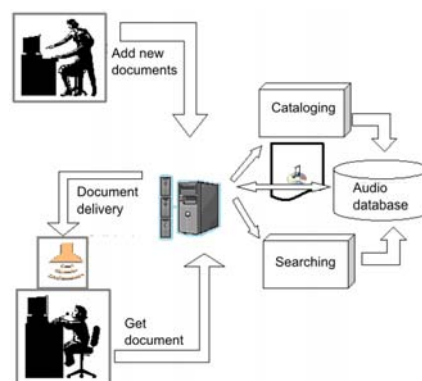 Add new
documents
Cataloging
Document
delivery
Audio
database
Searching
Get
document